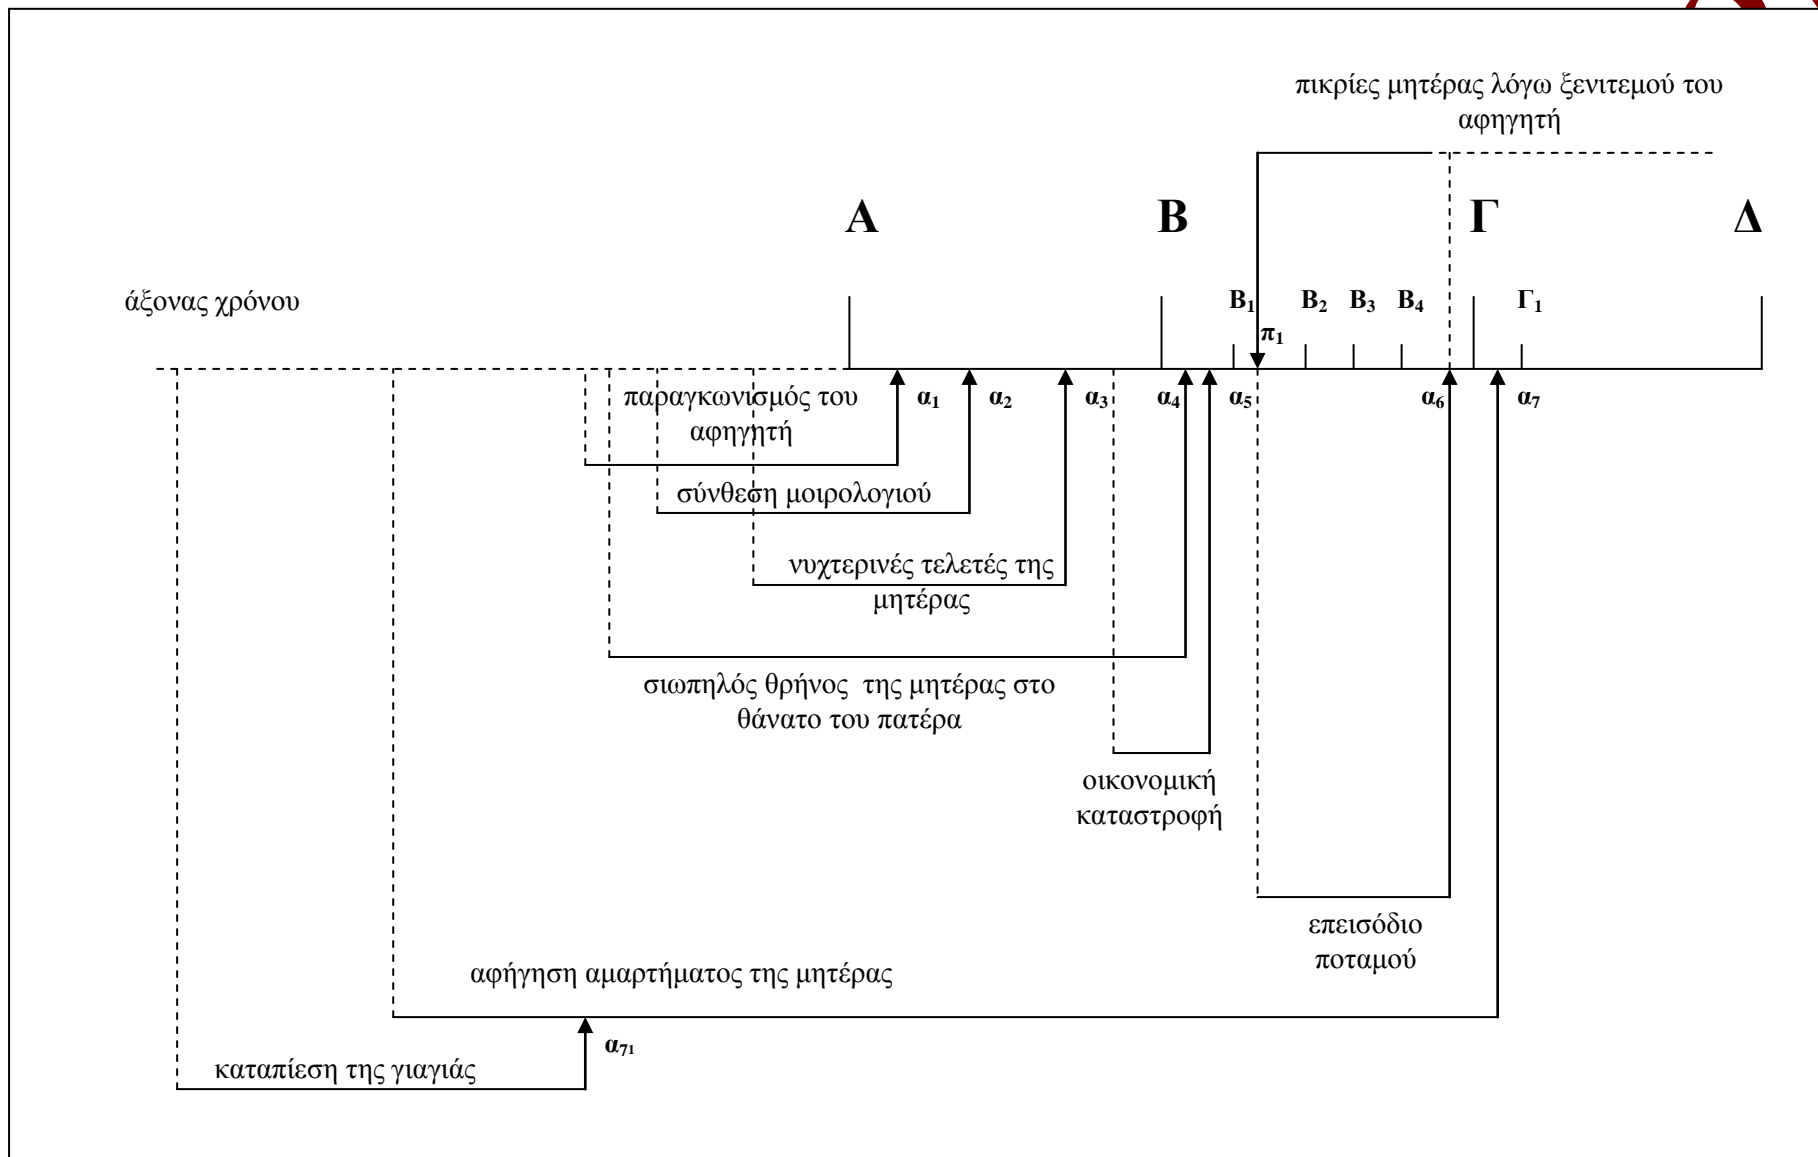 πικρίες μητέρας λόγω ξενιτεμού του
αφηγητή
Α
Β
Γ
Δ
άξονας χρόνου
Β₁
Β₂
Β₃
Β₄
Γ₁
π₁
παραγκωνισμός του
αφηγητή
α₁
α₂
α₃
α₄
α₅
α₆
α₇
σύνθεση μοιρολογιού
νυχτερινές τελετές της
μητέρας
σιωπηλός θρήνος της μητέρας στο
θάνατο του πατέρα
οικονομική
καταστροφή
επεισόδιο
ποταμού
αφήγηση αμαρτήματος της μητέρας
α₇₁
καταπίεση της γιαγιάς